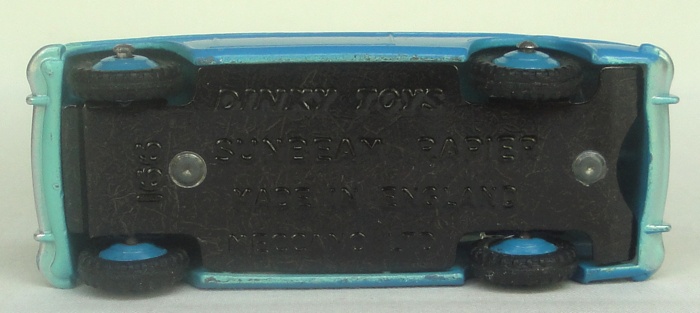 DINKY TOYS
SUNBEAM RAPIER
MADE IN ENGLAND
MECCANO LTD
166